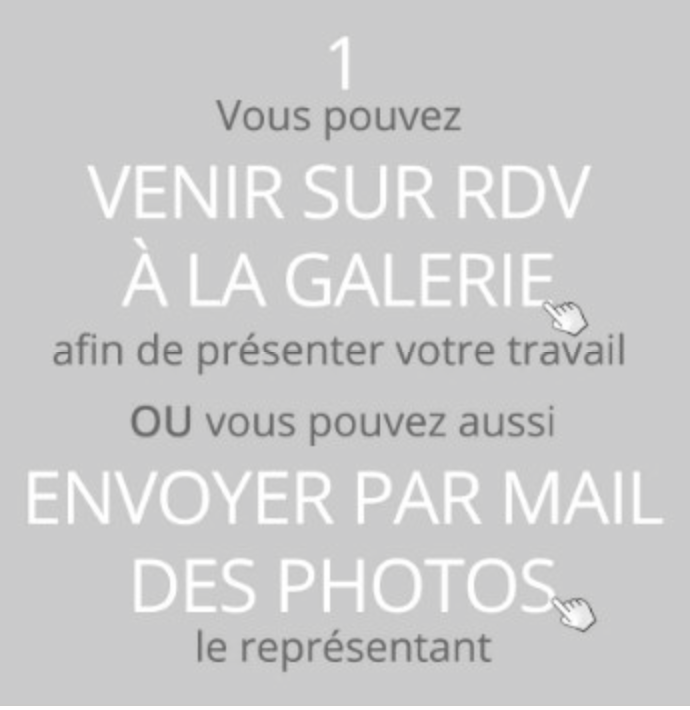 1
Vous pouvez
VENIR SUR RDV
À LA GALERIE
afin de présenter votre travail
OU vous pouvez aussi
ENVOYER PAR MAIL
DES PHOTOS
le représentant